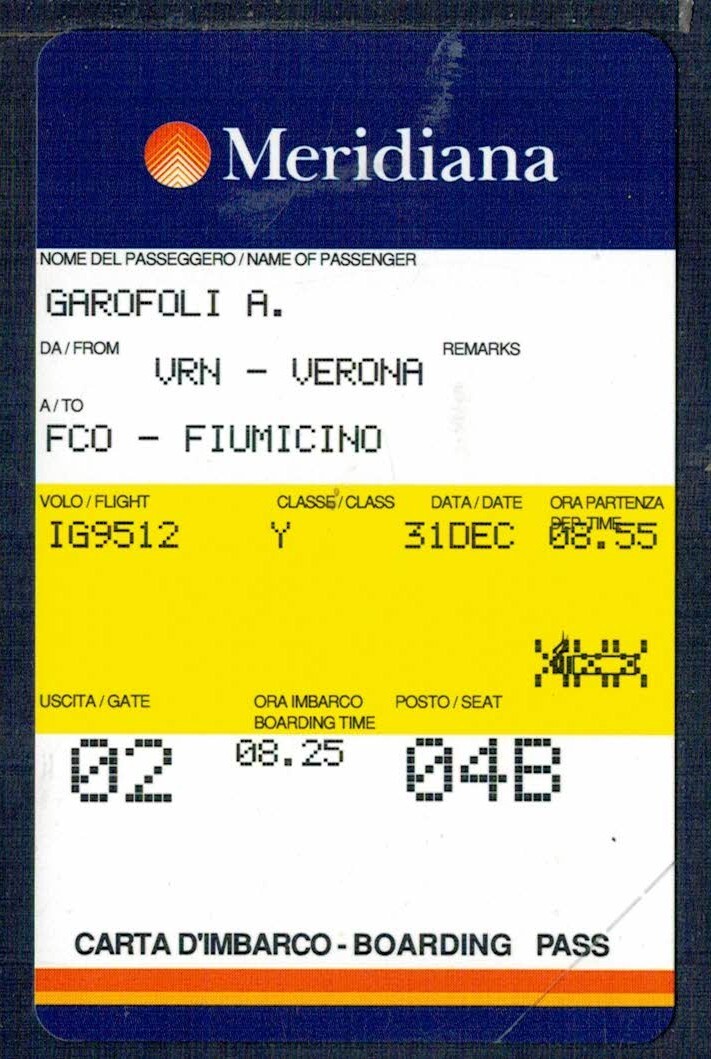 Meridiana
NOME DEL PASSEGGERO / NAME OF PASSENGER
GAROFOLI A.
DA / FROM
REMARKS
VRN - VERONA
A / TO
FCO - FIUMICINO
VOLO / FLIGHT CLASSE / CLASS DATA / DATE ORA PARTENZA
DEP. TIME
IG9512 Y 31DEC 08.55
USCITA / GATE ORA IMBARCO POSTO / SEAT
BOARDING TIME
02 08.25 04B
CARTA D'IMBARCO - BOARDING PASS